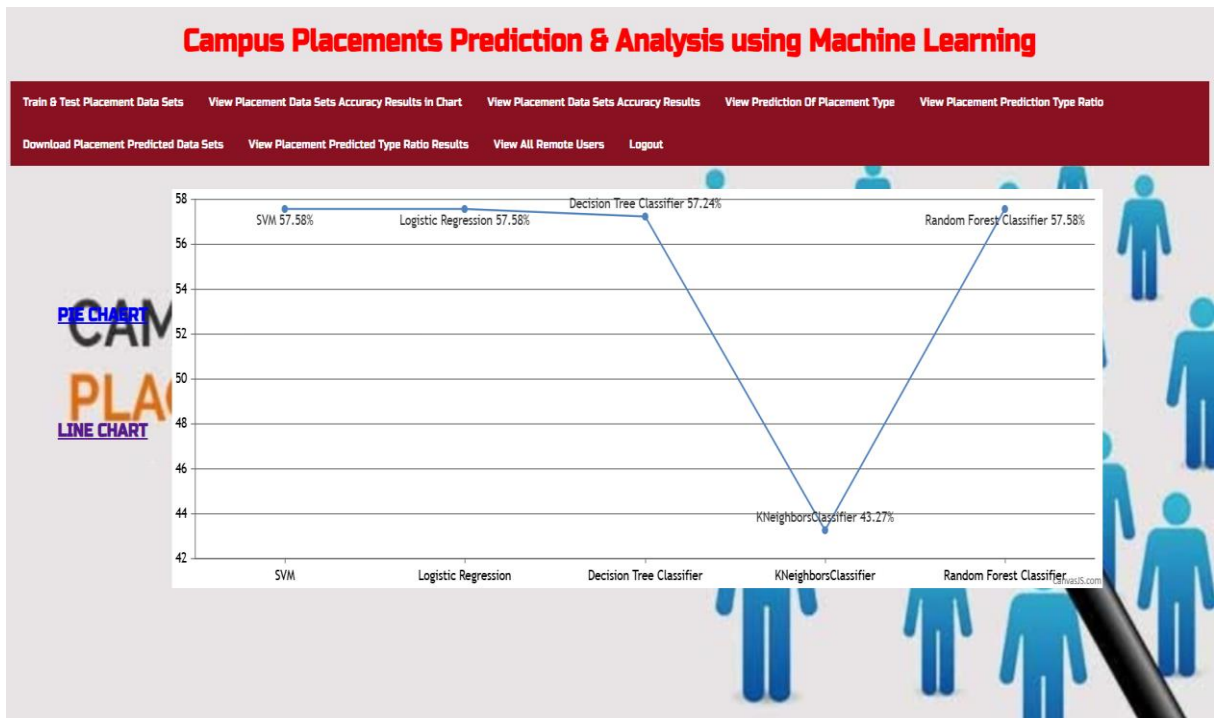 Campus Placements Prediction & Analysis using Machine Learning
Train & Test Placement Data Sets View Placement Data Sets Accuracy Results in Chart View Placement Data Sets Accuracy Results View Prediction Of Placement Type View Placement Prediction Type Ratio
Download Placement Predicted Data Sets View Placement Predicted Type Ratio Results View All Remote Users Logout
58
Decision Tree Classifier 57.24%
SVM 57.58%
Logistic Regression 57.58%
Random Forest Classifier 57.58%
56
54
PIE CHAERT
CAM
52
50
PLA
48
LINE CHART
46
44
KNeighborsClassifier 43.27%
42
SVM
Logistic Regression
Decision Tree Classifier
KNeighborsClassifier
Random Forest Classifier
CanvasJS.com